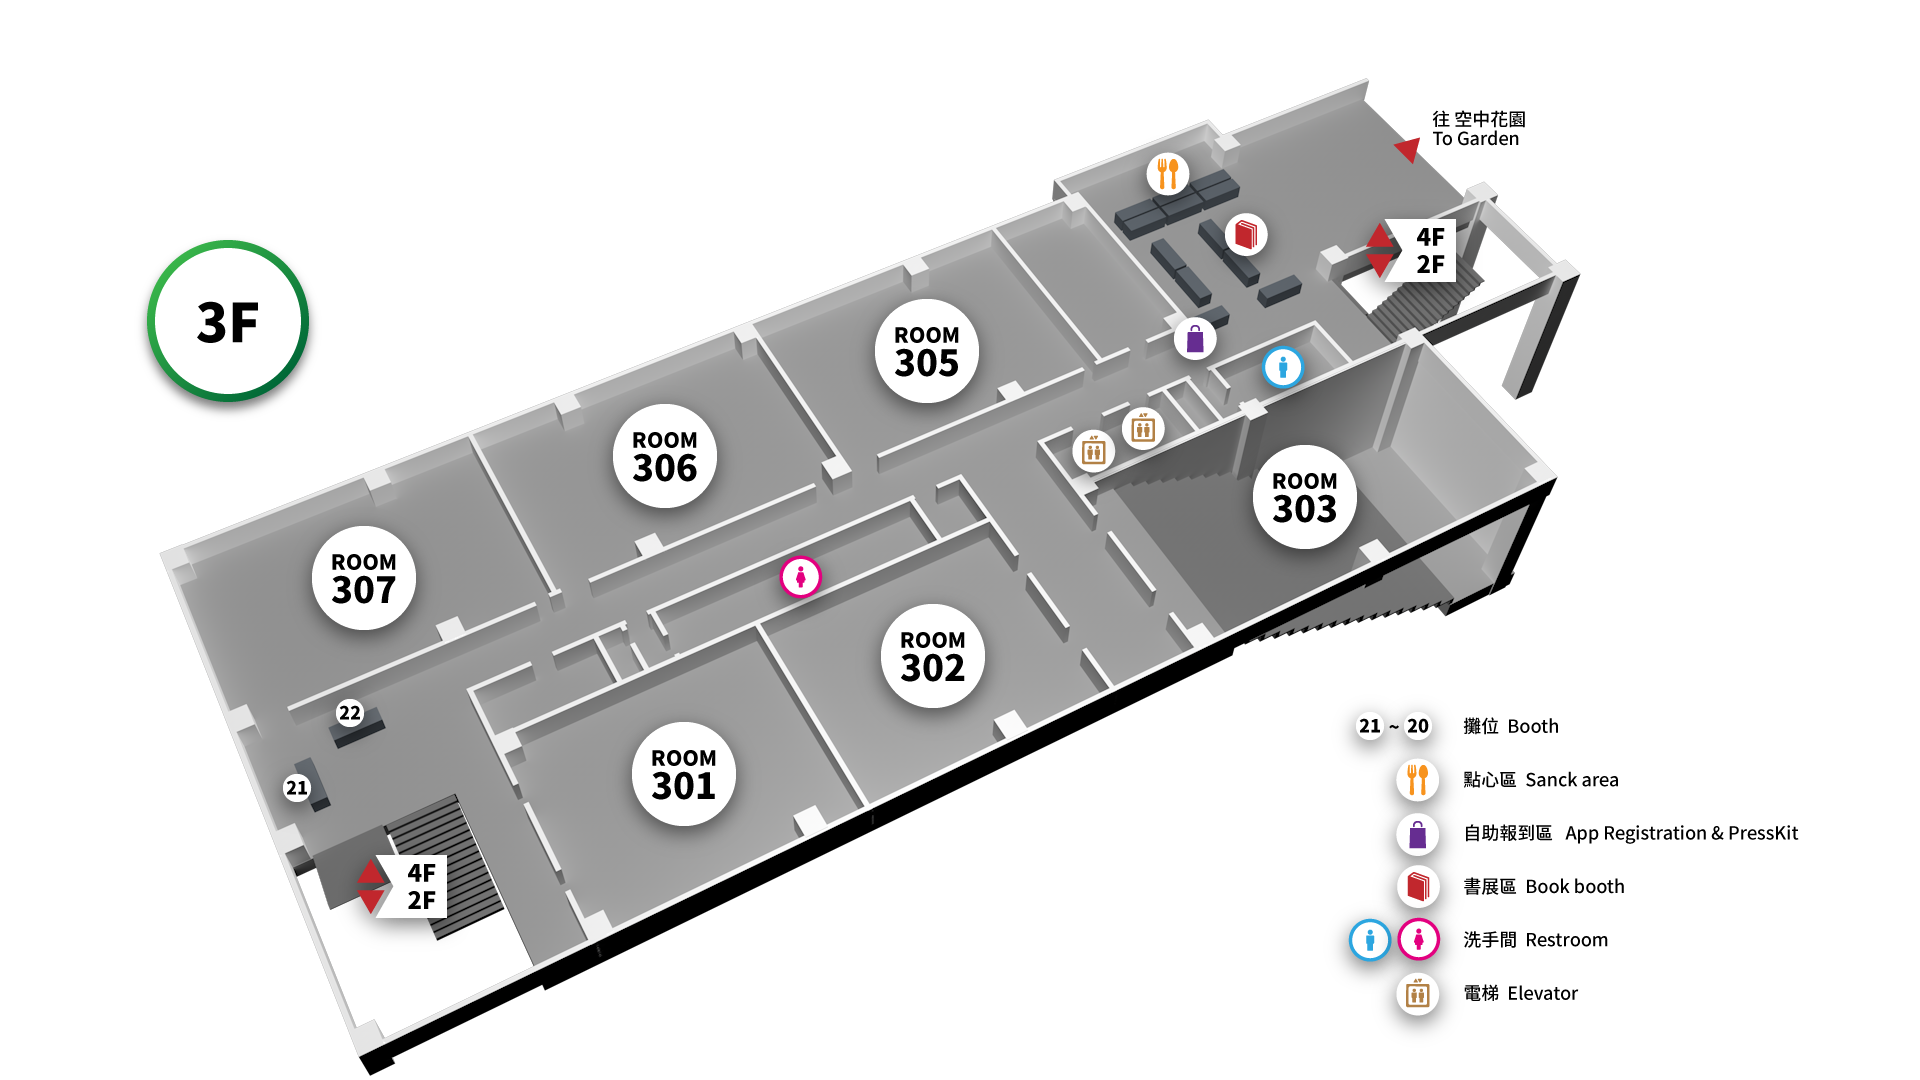 往 空中花園
To Garden
4F
2F
3F
ROOM
305
ROOM
306
ROOM
303
ROOM
307
ROOM
302
22
21
ROOM
301
4F
2F
21 ~ 20 攤位 Booth
點心區 Sanck area
自助報到區 App Registration & PressKit
書展區 Book booth
洗手間 Restroom
電梯 Elevator